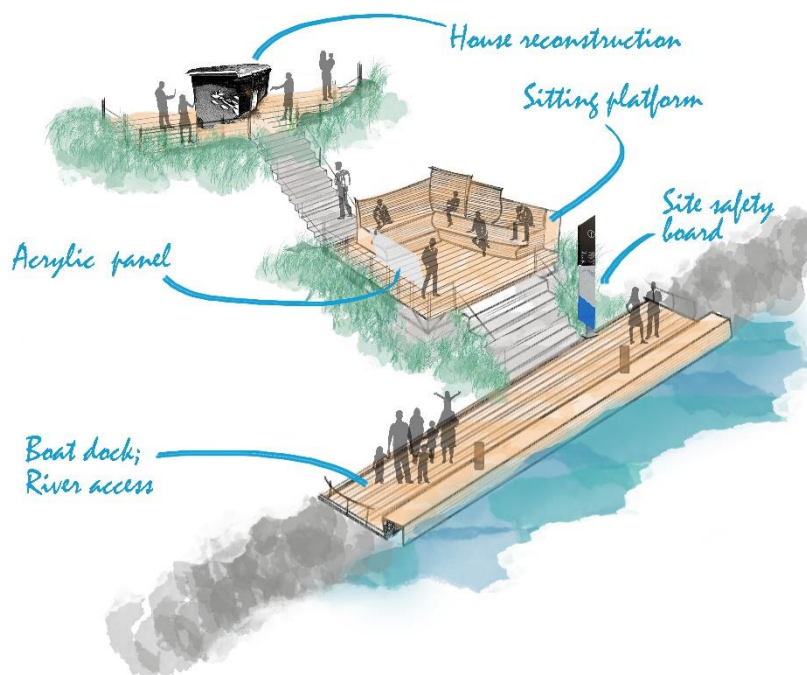 House reconstruction
Sitting platform
Site safety
board
Acrylic panel
Boat dock;
River access